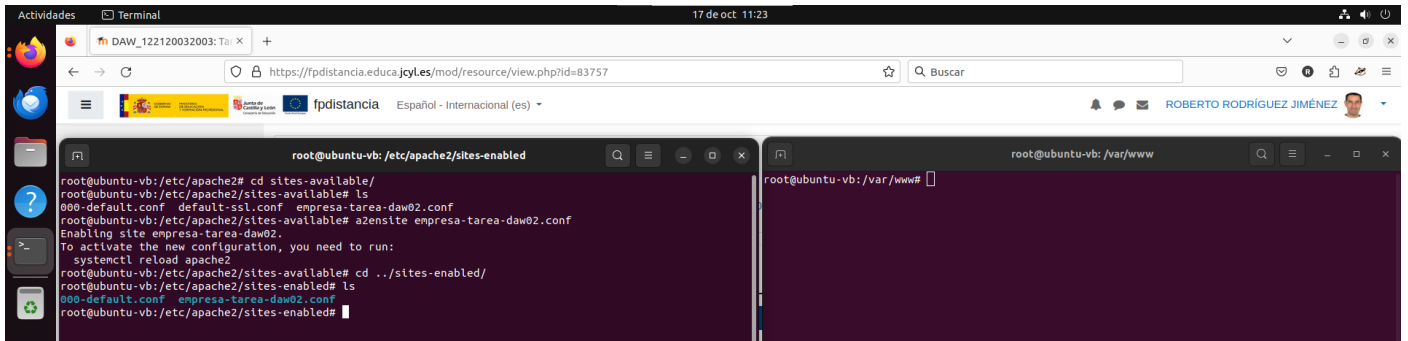 Actividades Terminal 17 de oct 11:23
DAW_122120032003: Tar
https://fpdistancia.educa.jcyl.es/mod/resource/view.php?id=83757 Buscar
Junta de Castilla y León fpdistancia Español - Internacional (es) ROBERTO RODRÍGUEZ JIMÉNEZ
root@ubuntu-vb: /etc/apache2/sites-enabled
root@ubuntu-vb:/etc/apache2# cd sites-available/
root@ubuntu-vb:/etc/apache2/sites-available# ls
000-default.conf default-ssl.conf empresa-tarea-daw02.conf
root@ubuntu-vb:/etc/apache2/sites-available# a2ensite empresa-tarea-daw02.conf
Enabling site empresa-tarea-daw02.
To activate the new configuration, you need to run:
systemctl reload apache2
root@ubuntu-vb:/etc/apache2/sites-available# cd ../sites-enabled/
root@ubuntu-vb:/etc/apache2/sites-enabled# ls
000-default.conf empresa-tarea-daw02.conf
root@ubuntu-vb:/etc/apache2/sites-enabled#
root@ubuntu-vb: /var/www
root@ubuntu-vb:/var/www#